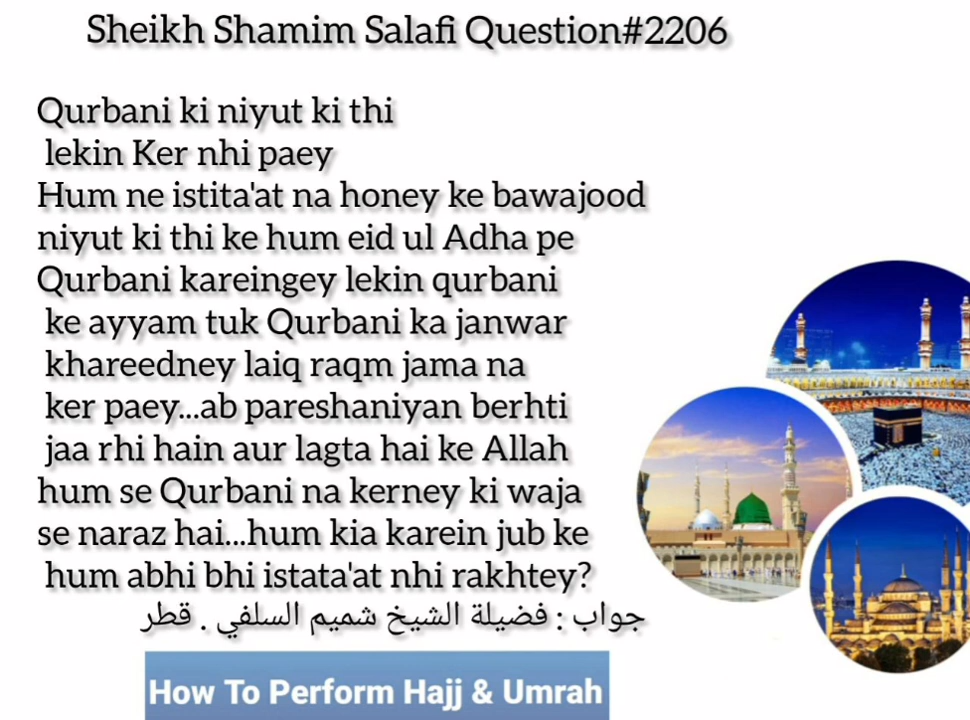 Sheikh Shamim Salafi Question#2206
Qurbani ki niyut ki thi
lekin Ker nhi paey
Hum ne istita'at na honey ke bawajood
niyut ki thi ke hum eid ul Adha pe
Qurbani kareingey lekin qurbani
ke ayyam tuk Qurbani ka janwar
khareedney laiq raqm jama na
ker paey...ab pareshaniyan berhti
jaa rhi hain aur lagta hai ke Allah
hum se Qurbani na kerney ki waja
se naraz hai...hum kia karein jub ke
hum abhi bhi istata'at nhi rakhtey?
جواب : فضيلة الشيخ شميم السلفي . قطر
How To Perform Hajj & Umrah